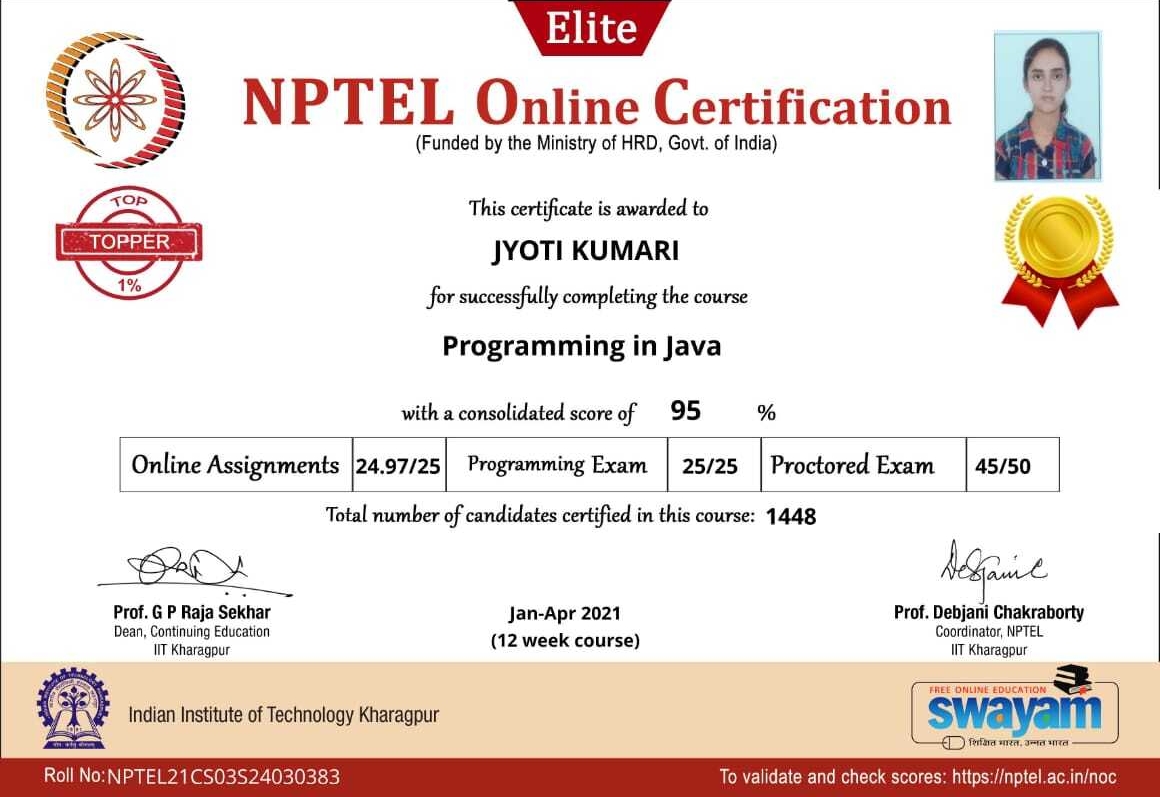 Elite
NPTEL Online Certification
(Funded by the Ministry of HRD, Govt. of India)
TOP
TOPPER
1%
This certificate is awarded to
JYOTI KUMARI
for successfully completing the course
Programming in Java
with a consolidated score of 95 %
Online Assignments 24.97/25 Programming Exam 25/25 Proctored Exam 45/50
Total number of candidates certified in this course: 1448
Prof. G P Raja Sekhar
Dean, Continuing Education
IIT Kharagpur
Jan-Apr 2021
(12 week course)
Prof. Debjani Chakraborty
Coordinator, NPTEL
IIT Kharagpur
Indian Institute of Technology Kharagpur
FREE ONLINE EDUCATION
swayam
शिक्षित भारत, उन्नत भारत
Roll No:NPTEL21CS03S24030383
To validate and check scores: https://nptel.ac.in/noc